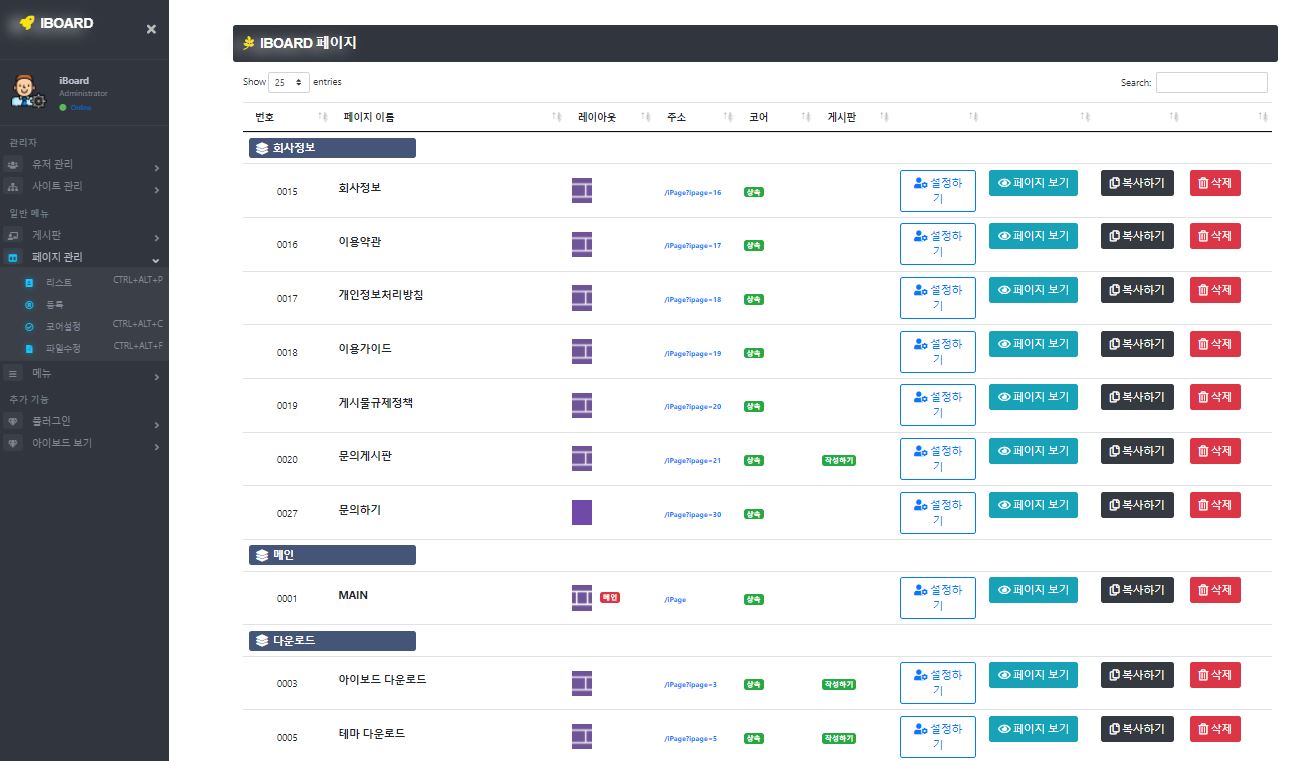 IBOARD
×
iBoard
Administrator
Online
관리자
유저 관리
사이트 관리
일반 메뉴
게시판
페이지 관리
리스트 CTRL+ALT+P
등록
코어설정 CTRL+ALT+C
파일수정 CTRL+ALT+F
메뉴
추가 기능
플러그인
아이보드 보기
IBOARD 페이지
Show 25 entries Search:
번호 페이지 이름 레이아웃 주소 코어 게시판
회사정보
0015 회사정보 /iPage?ipage=16 상속 설정하기 페이지 보기 복사하기 삭제
0016 이용약관 /iPage?ipage=17 상속 설정하기 페이지 보기 복사하기 삭제
0017 개인정보처리방침 /iPage?ipage=18 상속 설정하기 페이지 보기 복사하기 삭제
0018 이용가이드 /iPage?ipage=19 상속 설정하기 페이지 보기 복사하기 삭제
0019 게시물규제정책 /iPage?ipage=20 상속 설정하기 페이지 보기 복사하기 삭제
0020 문의게시판 /iPage?ipage=21 상속 작성하기 설정하기 페이지 보기 복사하기 삭제
0027 문의하기 /iPage?ipage=30 상속 설정하기 페이지 보기 복사하기 삭제
메인
0001 MAIN 메인 /iPage 상속 설정하기 페이지 보기 복사하기 삭제
다운로드
0003 아이보드 다운로드 /iPage?ipage=3 상속 작성하기 설정하기 페이지 보기 복사하기 삭제
0005 테마 다운로드 /iPage?ipage=5 상속 작성하기 설정하기 페이지 보기 복사하기 삭제